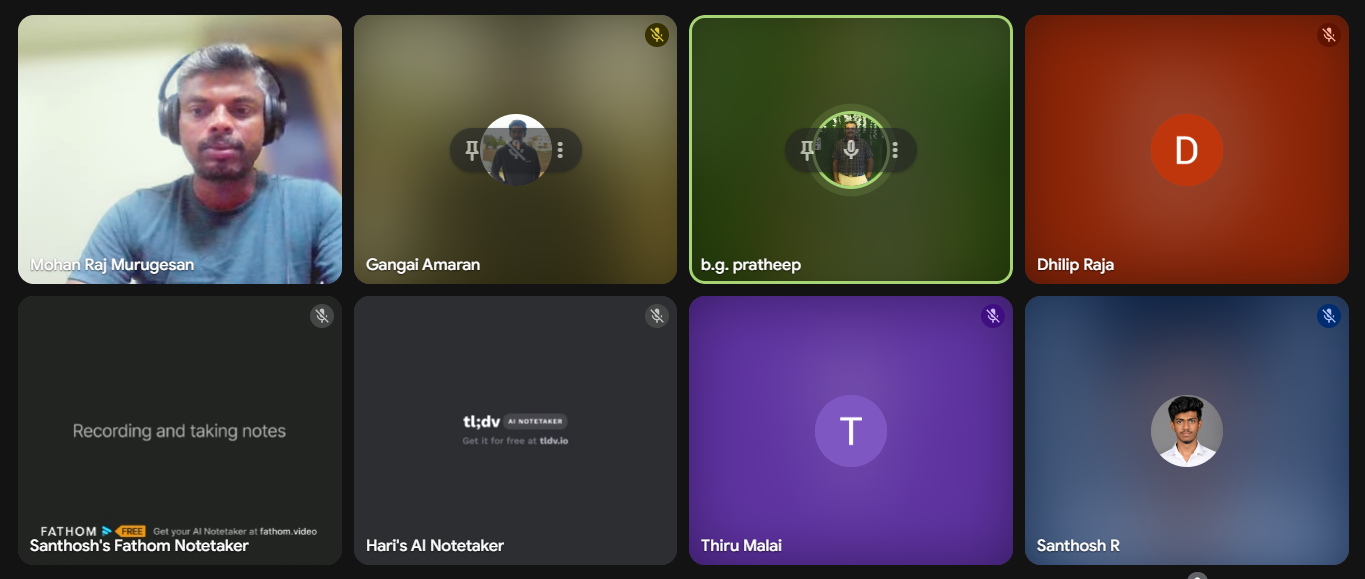 Mohan Raj Murugesan
Gangai Amaran
b.g. pratheep
D
Dhilip Raja
Recording and taking notes
FATHOM FREE Get your AI Notetaker at fathom.video
Santhosh's Fathom Notetaker
tl;dv AI NOTETAKER
Get it for free at tldv.io
Hari's AI Notetaker
T
Thiru Malai
Santhosh R